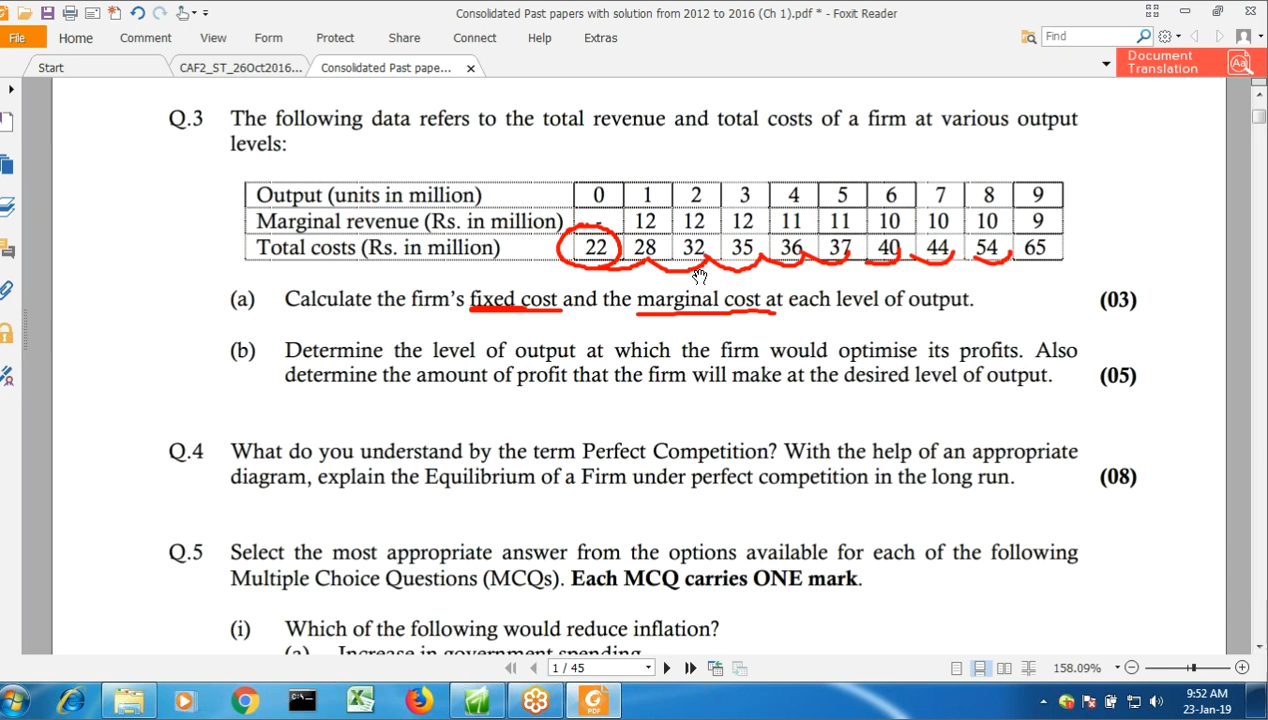 Consolidated Past papers with solution from 2012 to 2016 (Ch 1).pdf * - Foxit Reader
File Home Comment View Form Protect Share Connect Help Extras Find
Start CAF2_ST_26Oct2016... Consolidated Past pape... Document
Translation
Q.3 The following data refers to the total revenue and total costs of a firm at various output
levels:
Output (units in million) 0 1 2 3 4 5 6 7 8 9
Marginal revenue (Rs. in million) - 12 12 12 11 11 10 10 10 9
Total costs (Rs. in million) 22 28 32 35 36 37 40 44 54 65
(a) Calculate the firm's fixed cost and the marginal cost at each level of output. (03)
(b) Determine the level of output at which the firm would optimise its profits. Also
determine the amount of profit that the firm will make at the desired level of output. (05)
Q.4 What do you understand by the term Perfect Competition? With the help of an appropriate
diagram, explain the Equilibrium of a Firm under perfect competition in the long run. (08)
Q.5 Select the most appropriate answer from the options available for each of the following
Multiple Choice Questions (MCQs). Each MCQ carries ONE mark.
(i) Which of the following would reduce inflation?
(a) Increase in government spending
1 / 45 158.09%
9:52 AM
23-Jan-19